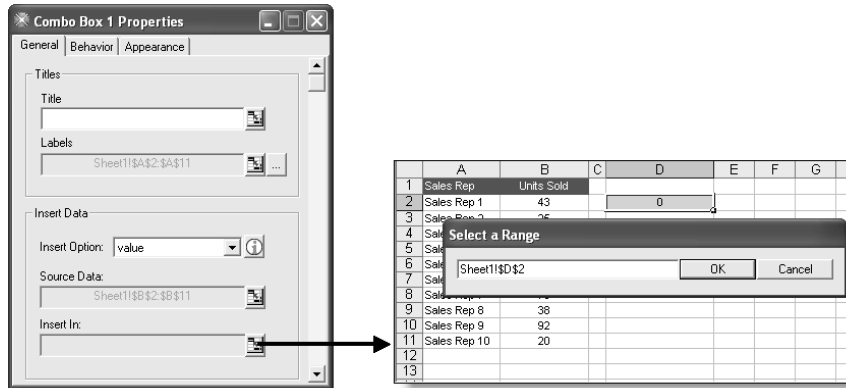 Combo Box 1 Properties
General Behavior Appearance
Titles
Title
Labels
Sheet1!$A$2:$A$11
...
Insert Data
Insert Option: value
Source Data:
Sheet1!$B$2:$B$11
Insert In:
A B C D E F G
1 Sales Rep Units Sold
2 Sales Rep 1 43 0
3
4
5
6
7
8
9 Sales Rep 8 38
10 Sales Rep 9 92
11 Sales Rep 10 20
12
13
Select a Range
Sheet1!$D$2 OK Cancel